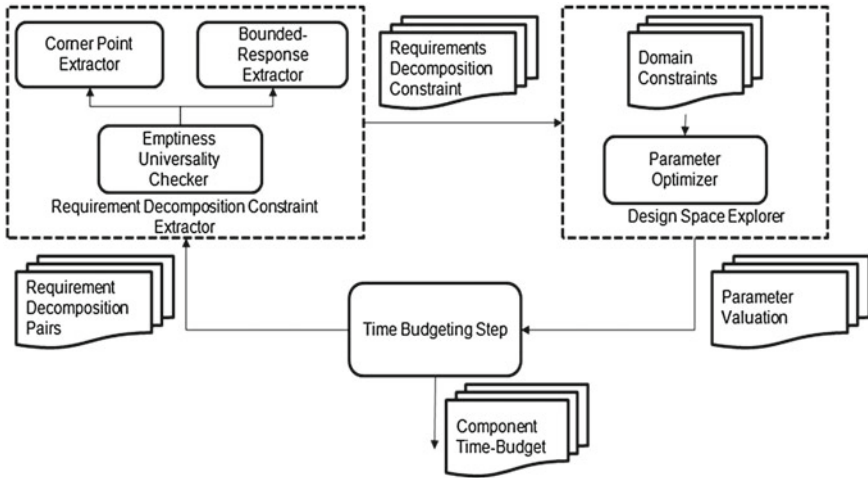 Corner Point
Extractor
Bounded-
Response
Extractor
Emptiness
Universality
Checker
Requirement Decomposition Constraint
Extractor
Requirements
Decomposition
Constraint
Domain
Constraints
Parameter
Optimizer
Design Space Explorer
Requirement
Decomposition
Pairs
Time Budgeting Step
Parameter
Valuation
Component
Time-Budget